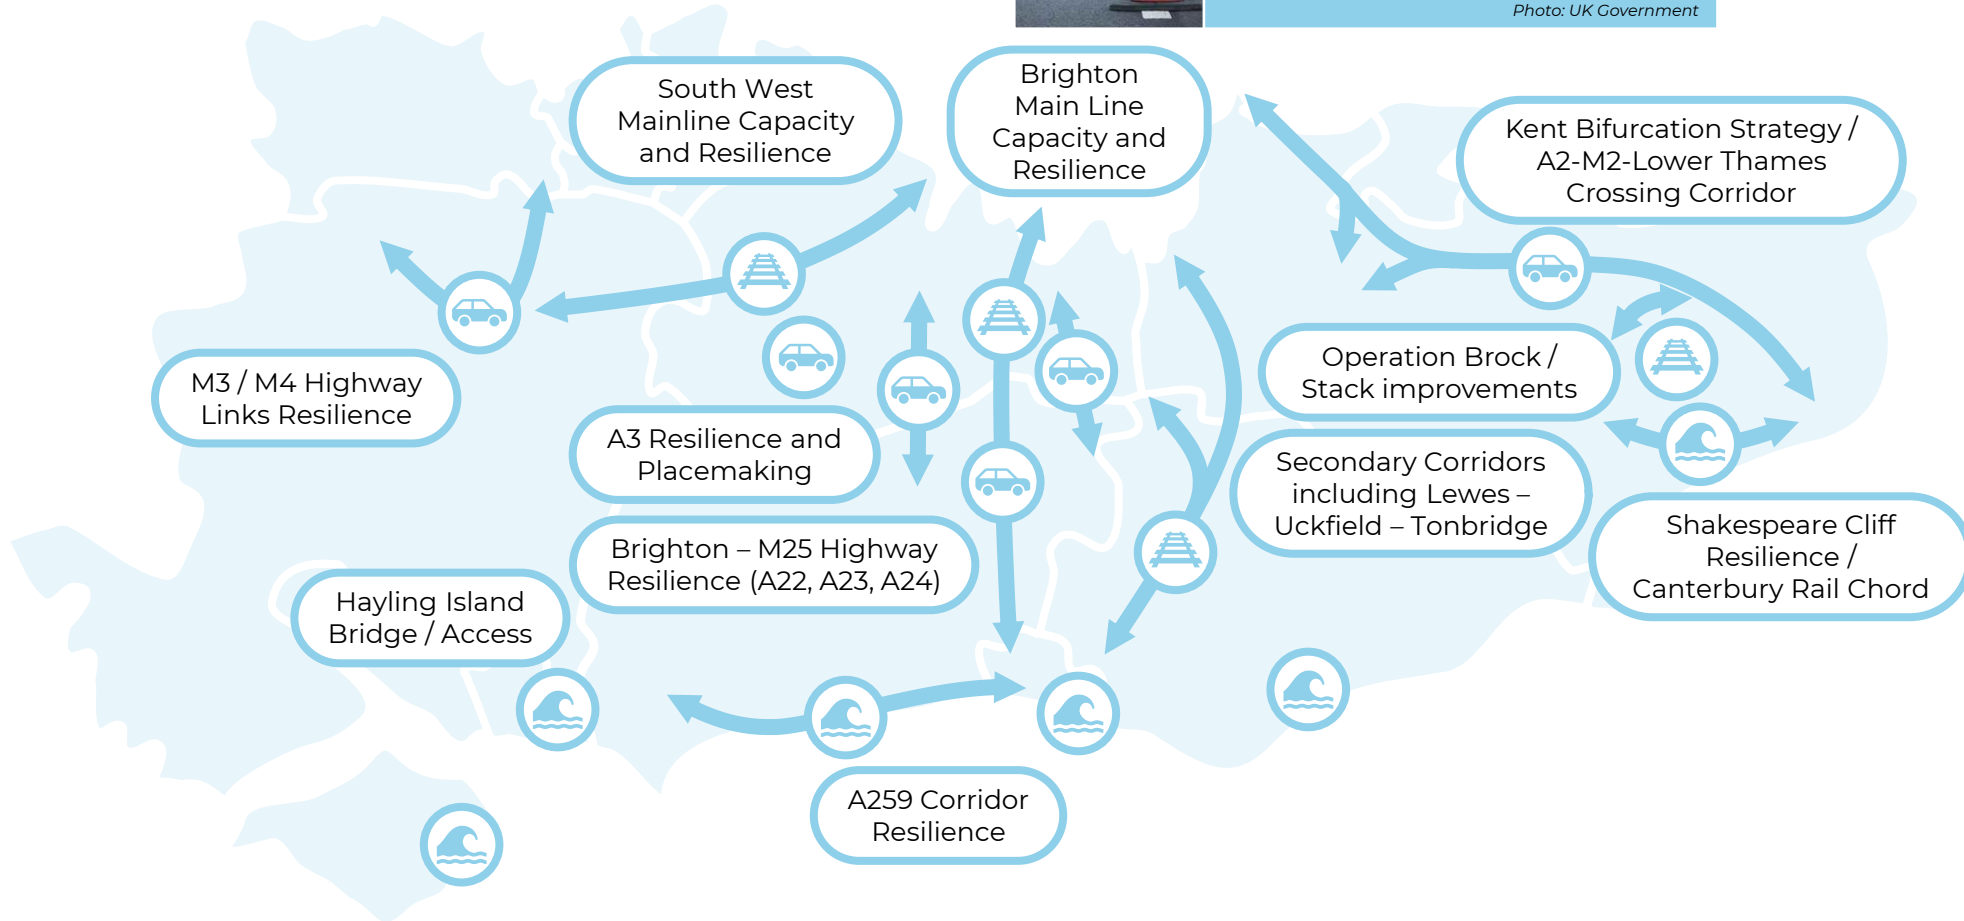 Photo: UK Government
South West
Mainline Capacity
and Resilience
Brighton
Main Line
Capacity and
Resilience
Kent Bifurcation Strategy /
A2-M2-Lower Thames
Crossing Corridor
M3 / M4 Highway
Links Resilience
Operation Brock /
Stack improvements
A3 Resilience and
Placemaking
Secondary Corridors
including Lewes –
Uckfield – Tonbridge
Brighton – M25 Highway
Resilience (A22, A23, A24)
Shakespeare Cliff
Resilience /
Canterbury Rail Chord
Hayling Island
Bridge / Access
A259 Corridor
Resilience